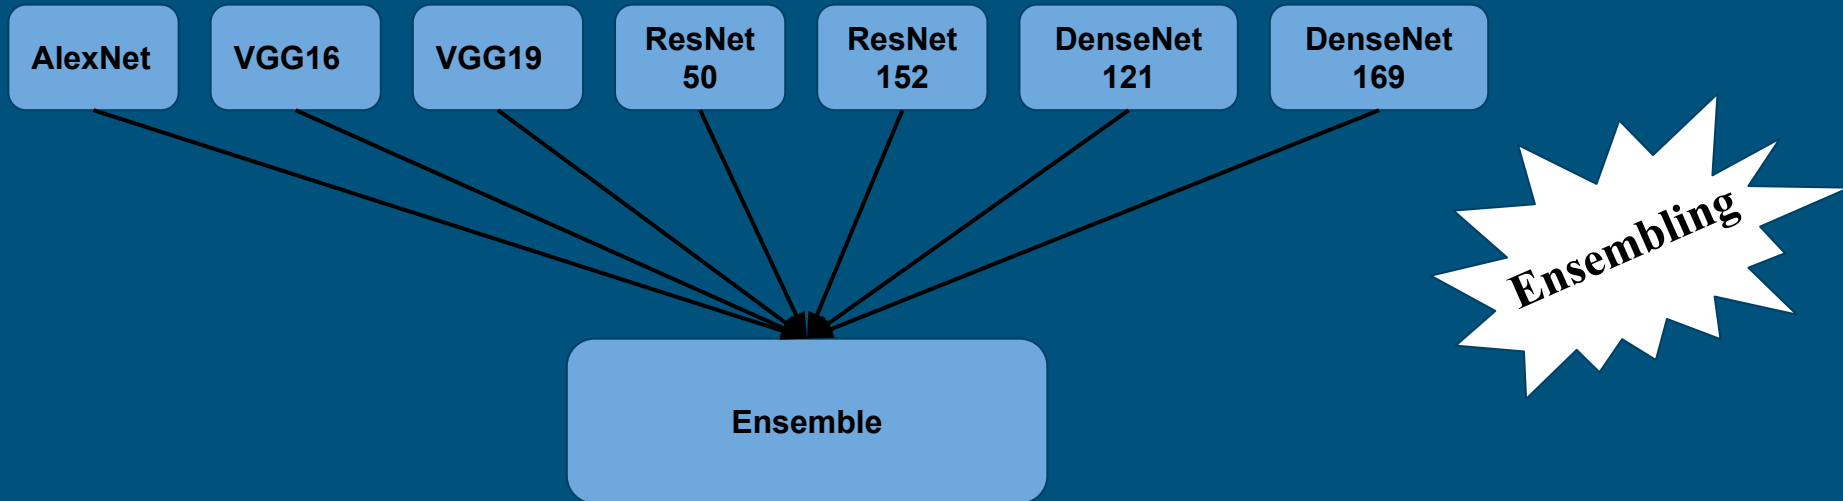 AlexNet
VGG16
VGG19
ResNet
50
ResNet
152
DenseNet
121
DenseNet
169
Ensembling
Ensemble